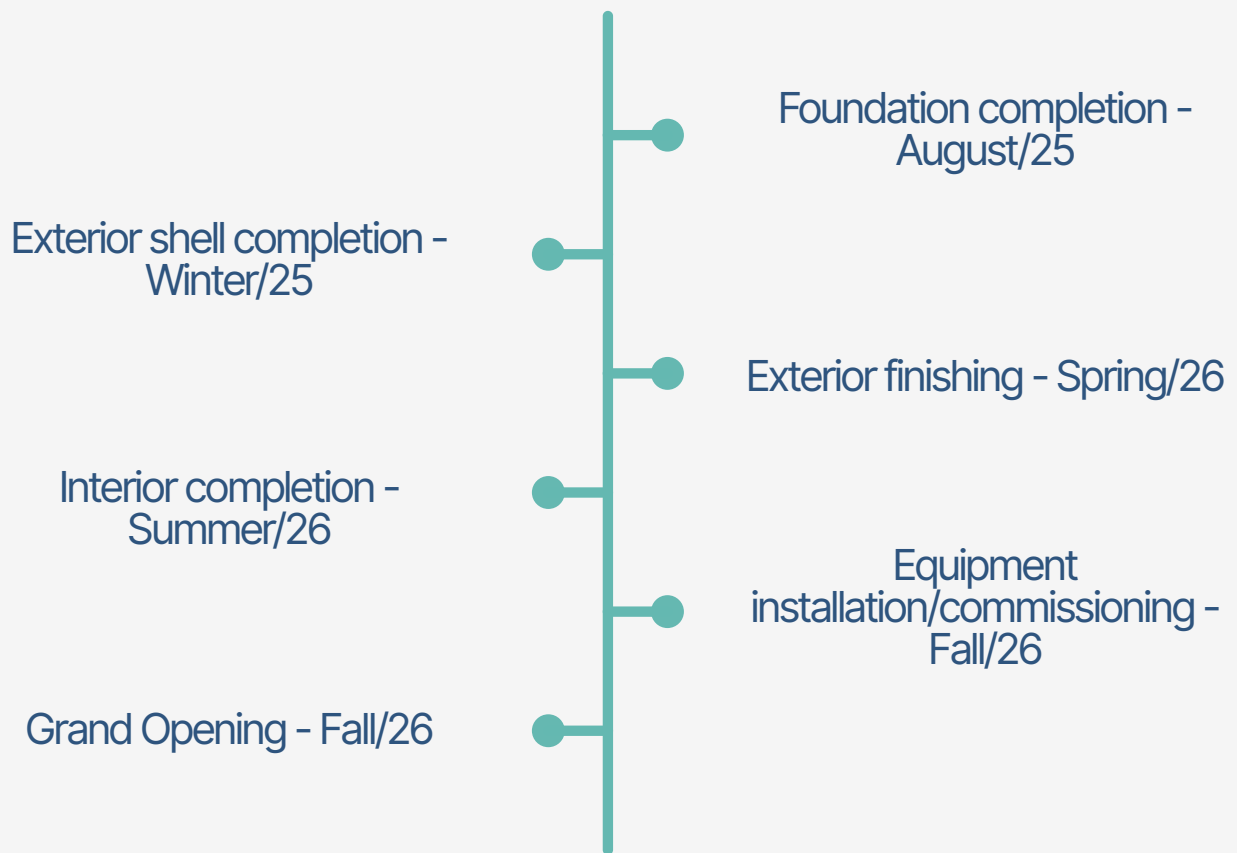 Foundation completion -
August/25
Exterior shell completion -
Winter/25
Exterior finishing - Spring/26
Interior completion -
Summer/26
Equipment
installation/commissioning -
Fall/26
Grand Opening - Fall/26